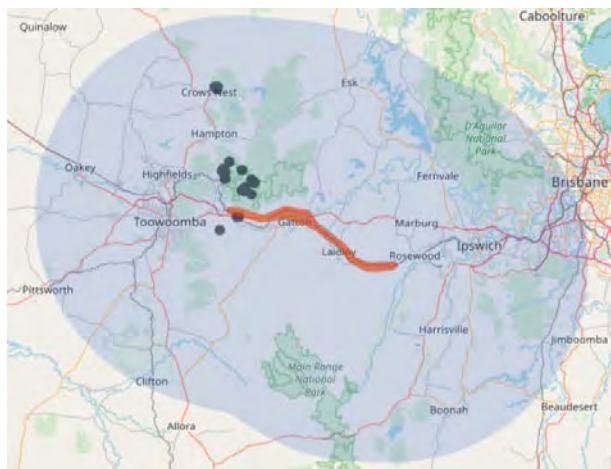 Quinalow
Caboolture
Esk
Crows Nest
Hampton
D'Aguilar
National
Park
Oakey
Highfields
Fernvale
Brisbane
Toowoomba
Gatton
Marburg
Ipswich
Laidley
Rosewood
Pittsworth
Harrisville
Jimboomba
Main Range
National
Park
Clifton
Boonah
Beaudesert
Allora